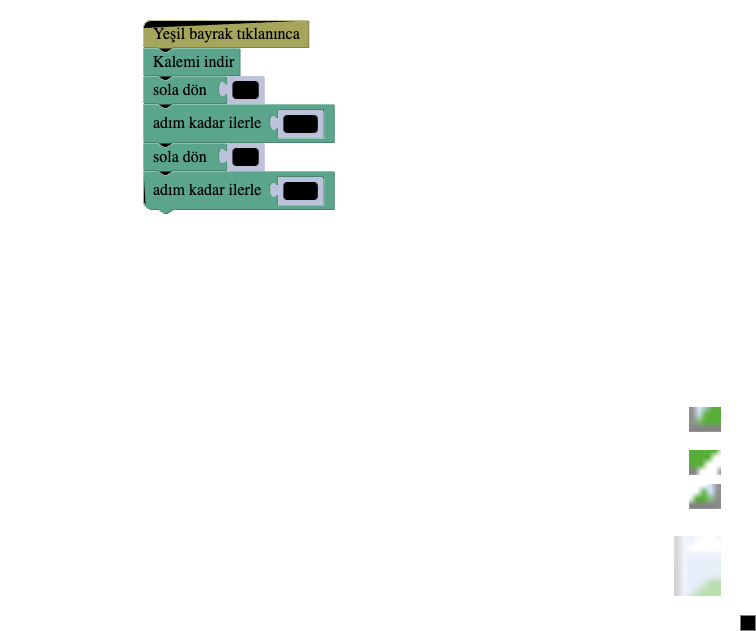 Yeşil bayrak tıklanınca
Kalemi indir
sola dön
adım kadar ilerle
sola dön
adım kadar ilerle